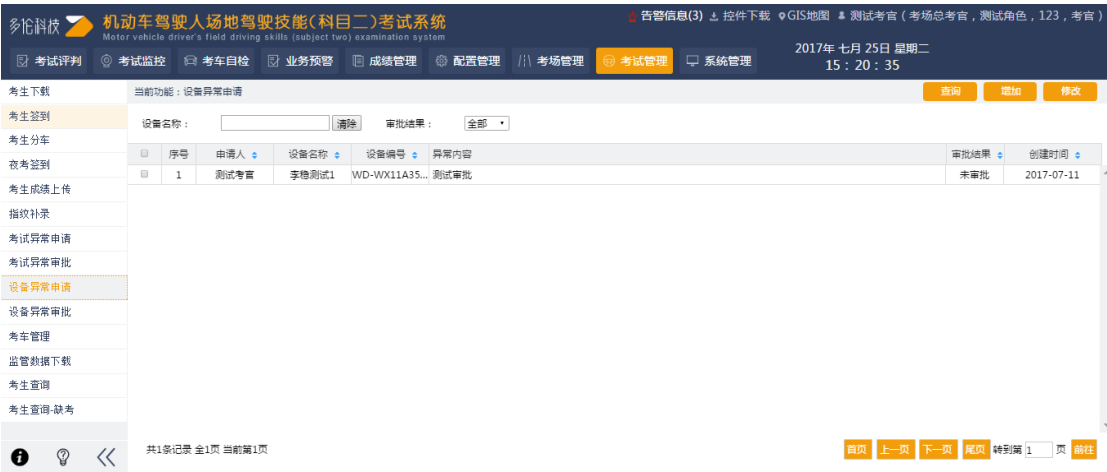 多伦科技 机动车驾驶人场地驾驶技能(科目二)考试系统
Motor vehicle driver's field driving skills (subject two) examination system
告警信息(3) 控件下载 GIS地图 测试考官（考场总考官，测试角色，123，考官）
考试评判 考试监控 考车自检 业务预警 成绩管理 配置管理 考场管理 考试管理 系统管理
2017年 七月 25日 星期二
15：20：35
考生下载
考生签到
考生分车
夜考签到
考生成绩上传
指纹补录
考试异常申请
考试异常审批
设备异常申请
设备异常审批
考车管理
监管数据下载
考生查询
考生查询-缺考
当前功能：设备异常申请 查询 增加 修改
设备名称： 清除 审批结果： 全部
序号 申请人 设备名称 设备编号 异常内容 审批结果 创建时间
1 测试考官 李稳测试1 WD-WX11A35... 测试审批 未审批 2017-07-11
共1条记录 全1页 当前第1页 首页 上一页 下一页 尾页 转到第 1 页 前往